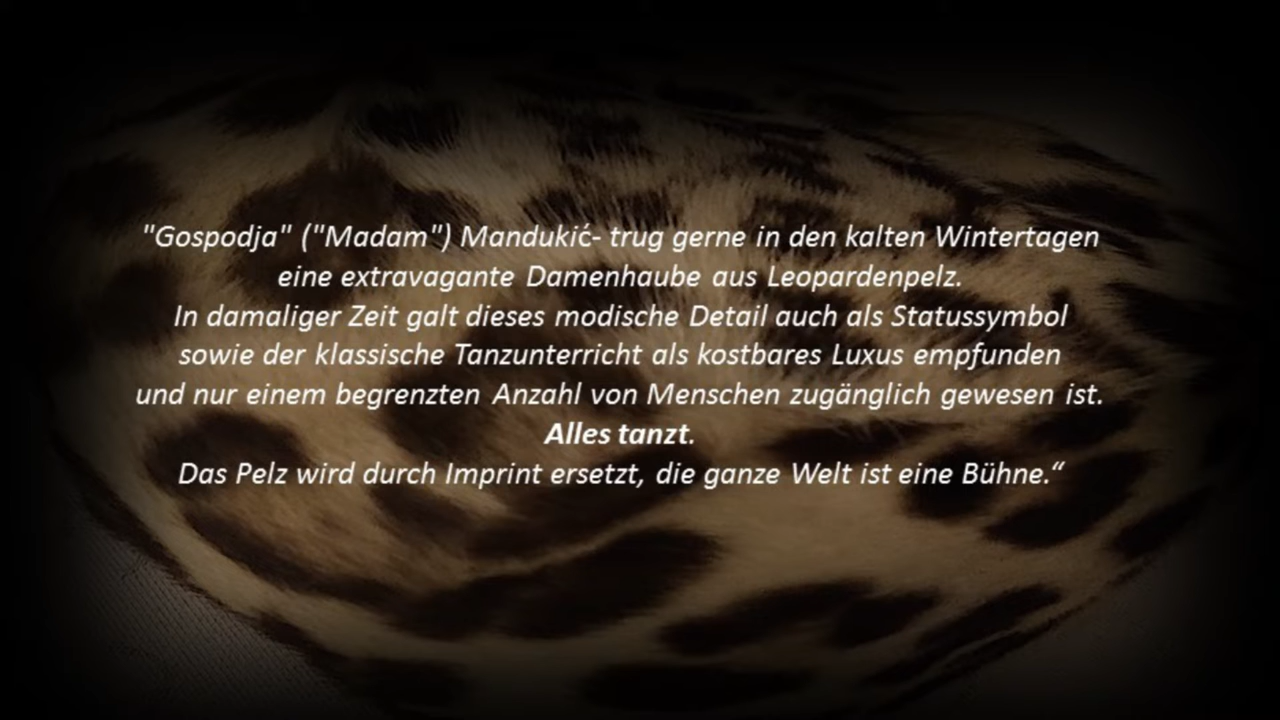 "Gospodja" ("Madam") Mandukić- trug gerne in den kalten Wintertagen
eine extravagante Damenhaube aus Leopardenpelz.
In damaliger Zeit galt dieses modische Detail auch als Statussymbol
sowie der klassische Tanzunterricht als kostbares Luxus empfunden
und nur einem begrenzten Anzahl von Menschen zugänglich gewesen ist.
Alles tanzt.
Das Pelz wird durch Imprint ersetzt, die ganze Welt ist eine Bühne.“